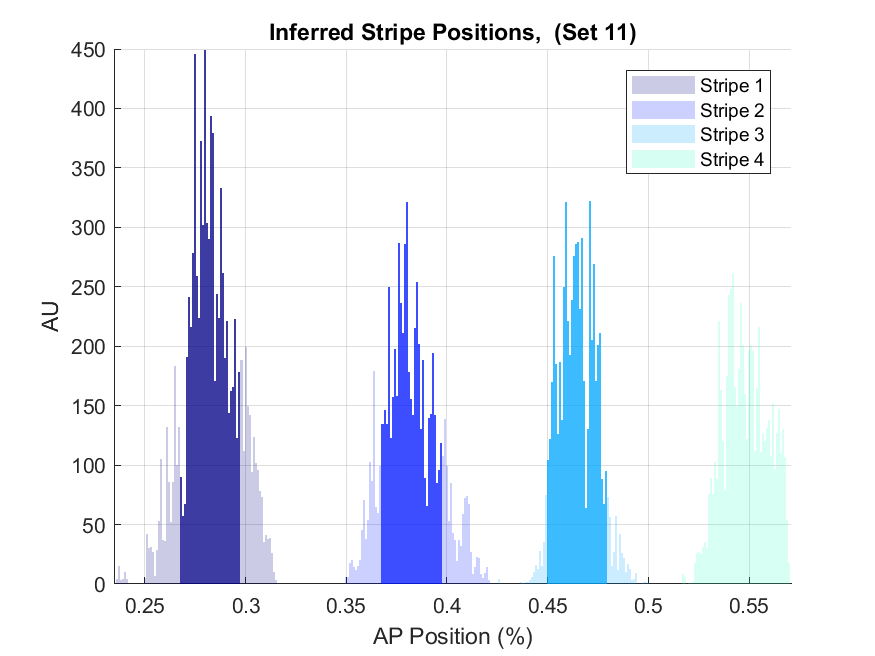 Inferred Stripe Positions,  (Set 11)
450
400
350
300
250
200
150
100
50
0
AU
Stripe 1
Stripe 2
Stripe 3
Stripe 4
0.25 0.3 0.35 0.4 0.45 0.5 0.55
AP Position (%)